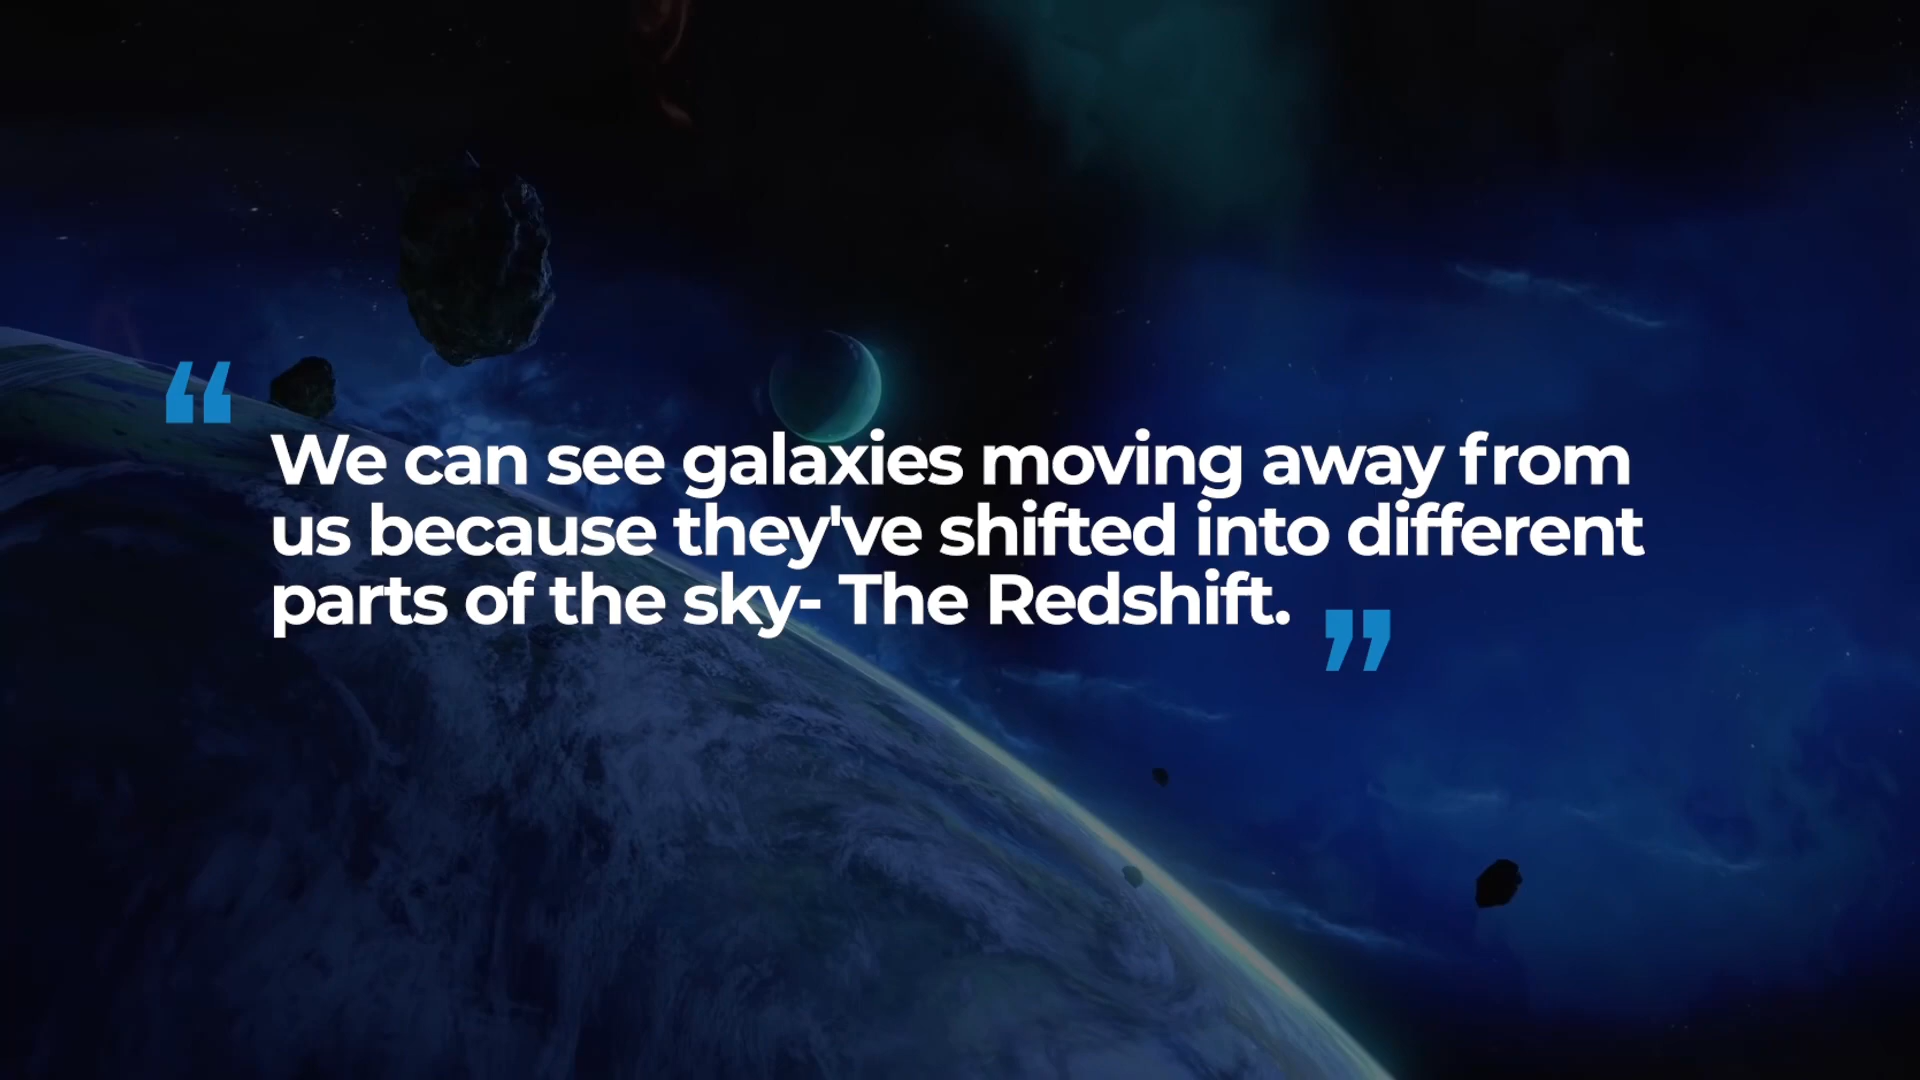 “We can see galaxies moving away from
us because they've shifted into different
parts of the sky- The Redshift.”